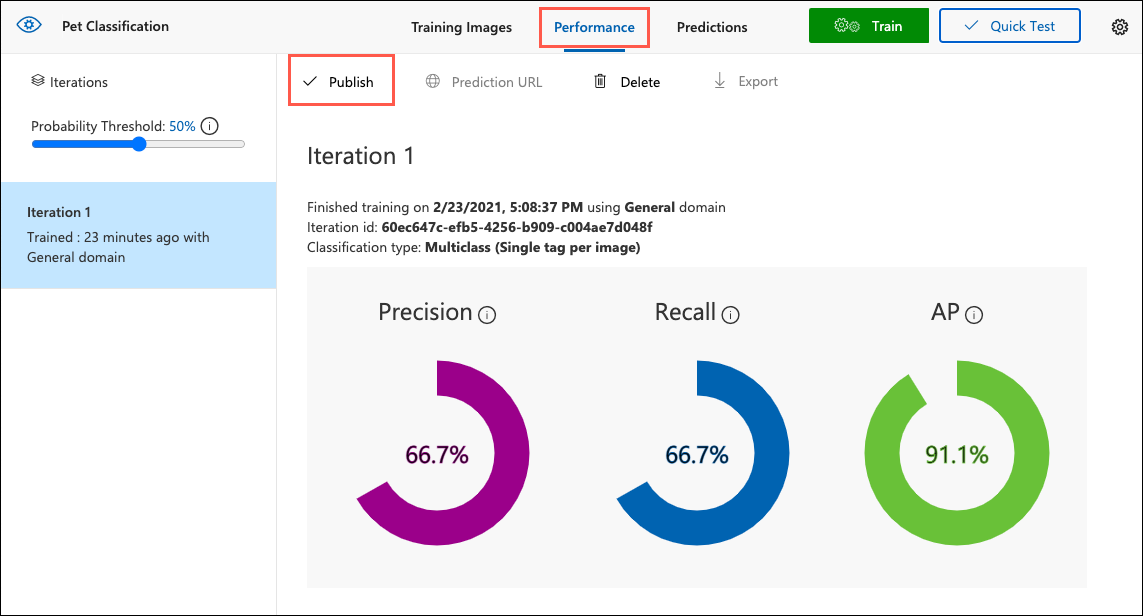 Pet Classification
Training Images
Performance
Predictions
Train
Quick Test
Iterations
Publish
Prediction URL
Delete
Export
Probability Threshold: 50%
Iteration 1
Trained : 23 minutes ago with
General domain
Iteration 1
Finished training on 2/23/2021, 5:08:37 PM using General domain
Iteration id: 60ec647c-efb5-4256-b909-c004ae7d048f
Classification type: Multiclass (Single tag per image)
Precision
Recall
AP
66.7%
66.7%
91.1%